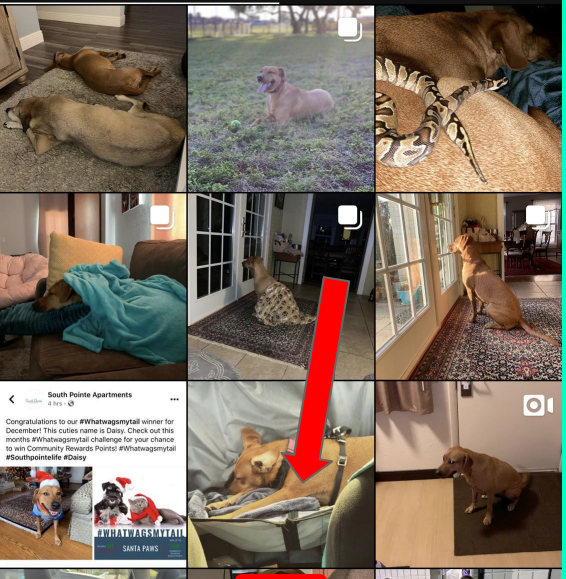 South Pointe Apartments
4 hrs ·
Congratulations to our #Whatwagsmytail winner for
December! This cuties name is Daisy. Check out this
months #Whatwagsmytail challenge for your chance
to win Community Rewards Points! #Whatwagsmytail
#Southpointelife #Daisy
#WHATWAGSMYTAIL
SANTA PAWS